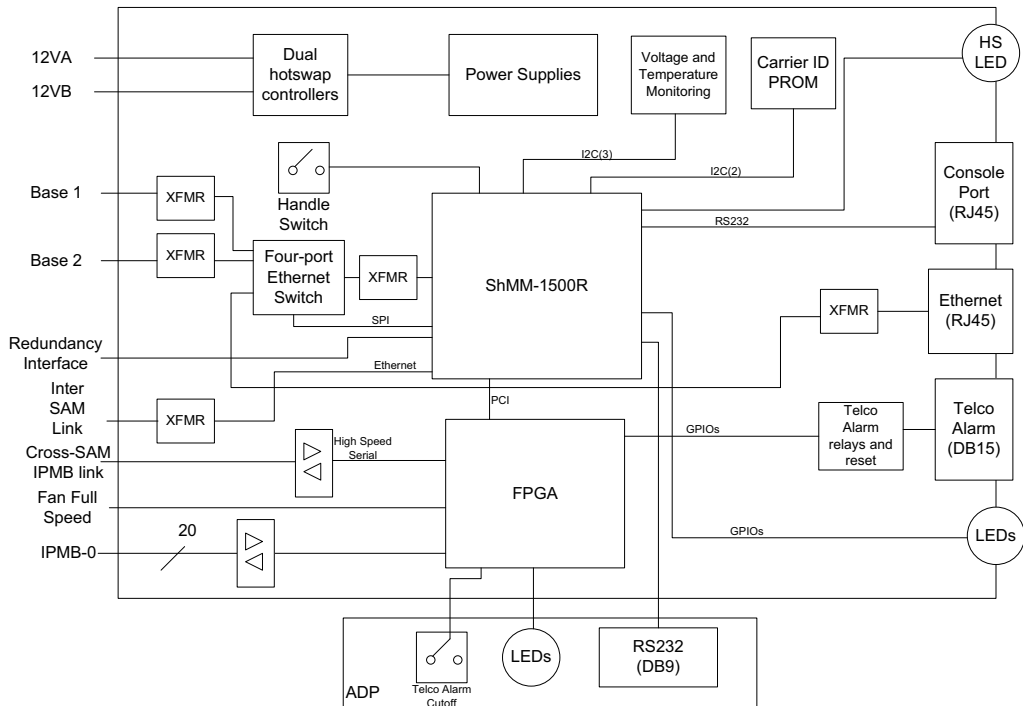 12VA
12VB
Dual
hotswap
controllers
Power Supplies
Voltage and
Temperature
Monitoring
Carrier ID
PROM
HS
LED
I2C(3)
I2C(2)
Handle
Switch
Base 1
XFMR
Base 2
XFMR
Four-port
Ethernet
Switch
XFMR
ShMM-1500R
RS232
Console
Port
(RJ45)
XFMR
Ethernet
(RJ45)
SPI
Redundancy
Interface
Ethernet
Inter
SAM
Link
XFMR
PCI
Cross-SAM
IPMB link
High Speed
Serial
FPGA
GPIOs
Telco
Alarm
relays and
reset
Telco
Alarm
(DB15)
Fan Full
Speed
IPMB-0
20
GPIOs
LEDs
ADP
Telco Alarm
Cutoff
LEDs
RS232
(DB9)